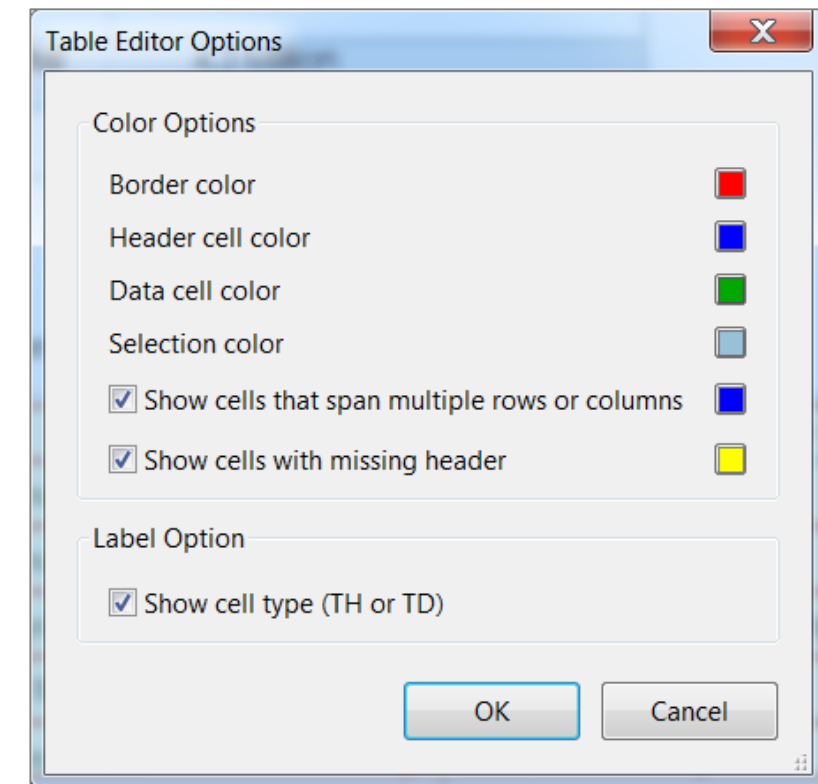 Table Editor Options
Color Options
Border color
Header cell color
Data cell color
Selection color
Show cells that span multiple rows or columns
Show cells with missing header
Label Option
Show cell type (TH or TD)
OK Cancel